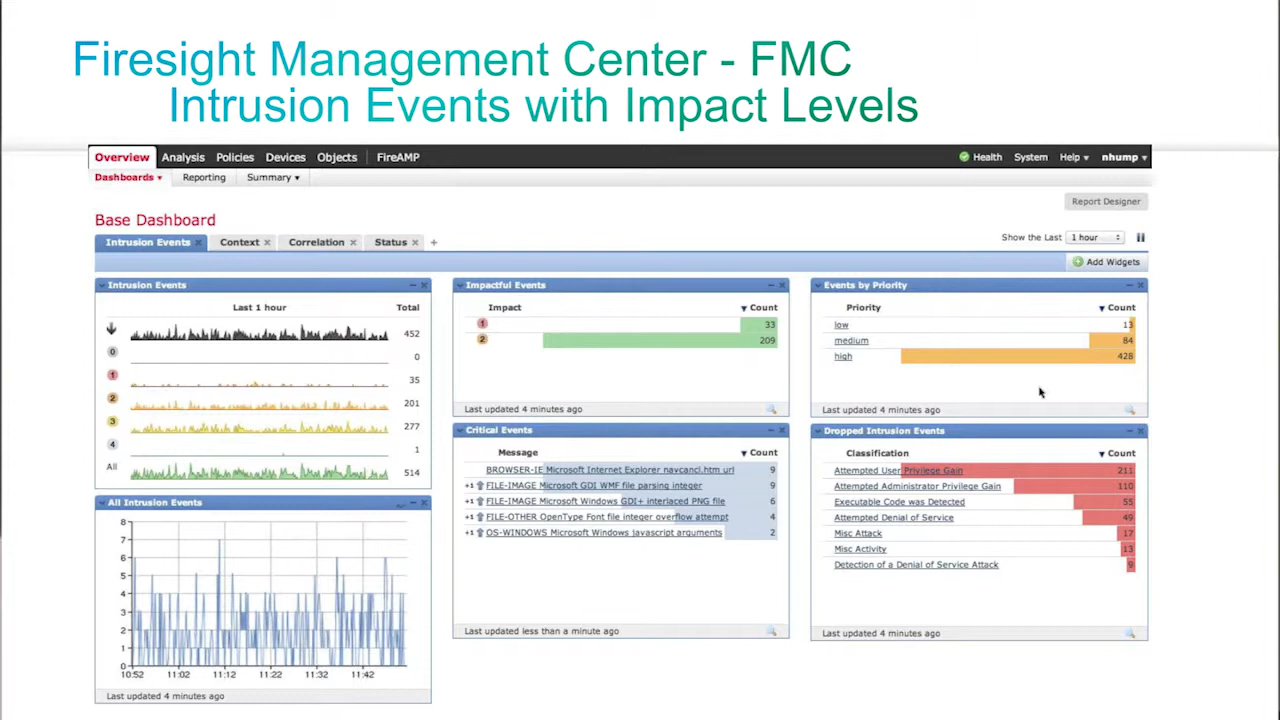 Firesight Management Center - FMC
Intrusion Events with Impact Levels
Overview Analysis Policies Devices Objects FireAMP Health System Help nhump
Dashboards Reporting Summary
Report Designer
Base Dashboard
Intrusion Events Context Correlation Status +
Show the Last 1 hour
Add Widgets
Intrusion Events
Last 1 hour Total
452
0 0
1 35
2 201
3 277
4 1
All 514
Impactful Events
Impact Count
1 33
2 209
Last updated 4 minutes ago
Events by Priority
Priority Count
low 13
medium 84
high 428
Last updated 4 minutes ago
All Intrusion Events
8
7
6
5
4
3
2
1
0
10:52 11:02 11:12 11:22 11:32 11:42
Last updated 4 minutes ago
Critical Events
Message Count
BROWSER-IE Microsoft Internet Explorer navcancl.htm url 9
+1 FILE-IMAGE Microsoft GDI WMF file parsing integer 9
+1 FILE-IMAGE Microsoft Windows GDI+ interlaced PNG file 6
+1 FILE-OTHER OpenType Font file integer overflow attempt 4
+1 OS-WINDOWS Microsoft Windows javascript arguments 2
Last updated less than a minute ago
Dropped Intrusion Events
Classification Count
Attempted User Privilege Gain 211
Attempted Administrator Privilege Gain 110
Executable Code was Detected 55
Attempted Denial of Service 49
Misc Attack 17
Misc Activity 13
Detection of a Denial of Service Attack 9
Last updated 4 minutes ago